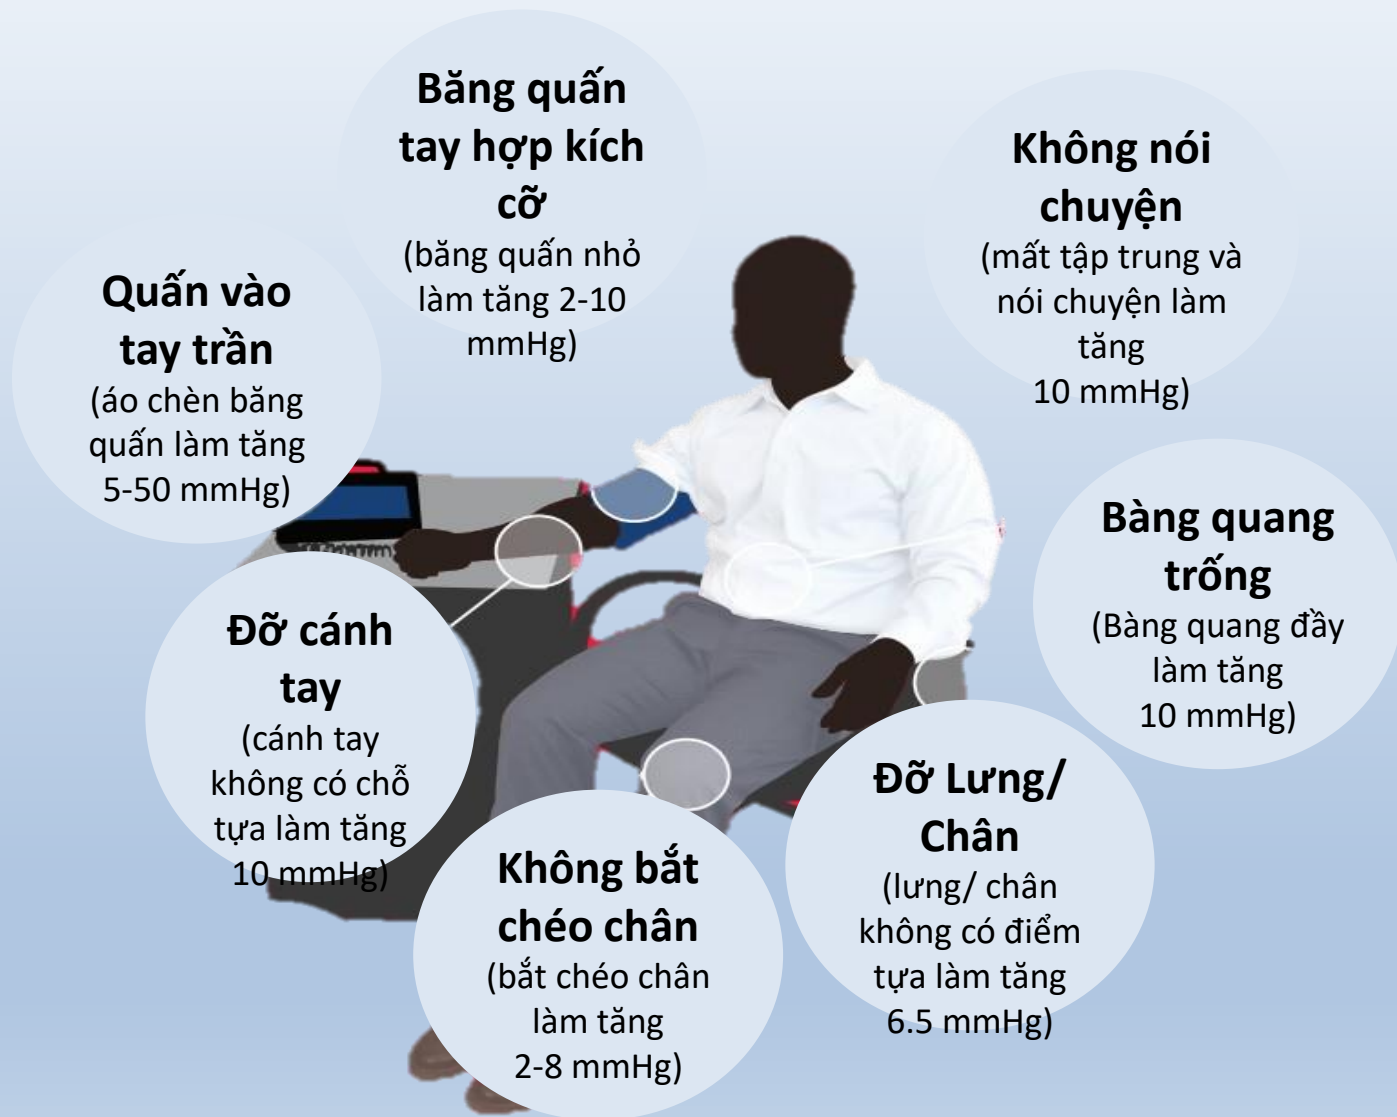 Băng quấn
tay hợp kích
cỡ
(băng quấn nhỏ
làm tăng 2-10
mmHg)
Không nói
chuyện
(mất tập trung và
nói chuyện làm
tăng
10 mmHg)
Quấn vào
tay trần
(áo chèn băng
quấn làm tăng
5-50 mmHg)
Bàng quang
trống
(Bàng quang đầy
làm tăng
10 mmHg)
Đỡ cánh
tay
(cánh tay
không có chỗ
tựa làm tăng
10 mmHg)
Đỡ Lưng/
Chân
(lưng/ chân
không có điểm
tựa làm tăng
6.5 mmHg)
Không bắt
chéo chân
(bắt chéo chân
làm tăng
2-8 mmHg)